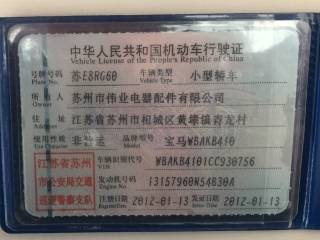 中华人民共和国机动车行驶证
Vehicle License of the People's Republic of China
号牌号码 苏E8RG60 车辆类型 小型轿车
Plate No. Vehicle Type
所有人 苏州市伟业电器配件有限公司
Owner
住址 江苏省苏州市相城区黄埭镇青龙村
Address
使用性质 非营运 品牌型号 宝马WBAKB410
Model
江苏省苏州市公安局交通巡逻警察支队
车辆识别代号 WBAKB4101CC930756
VIN
发动机号码 13157960N54B30A
Engine No.
注册日期 2012-01-13 发证日期 2012-01-13
Register Date Issue Date